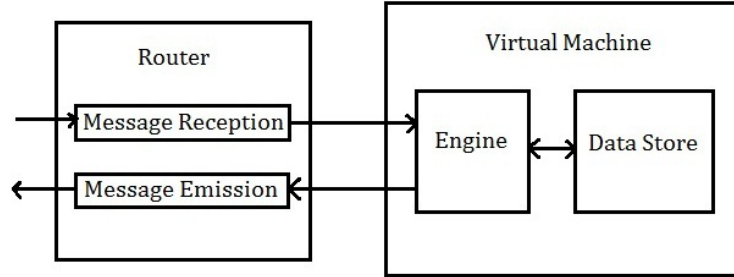 Router
Virtual Machine
Message Reception
Engine
Data Store
Message Emission